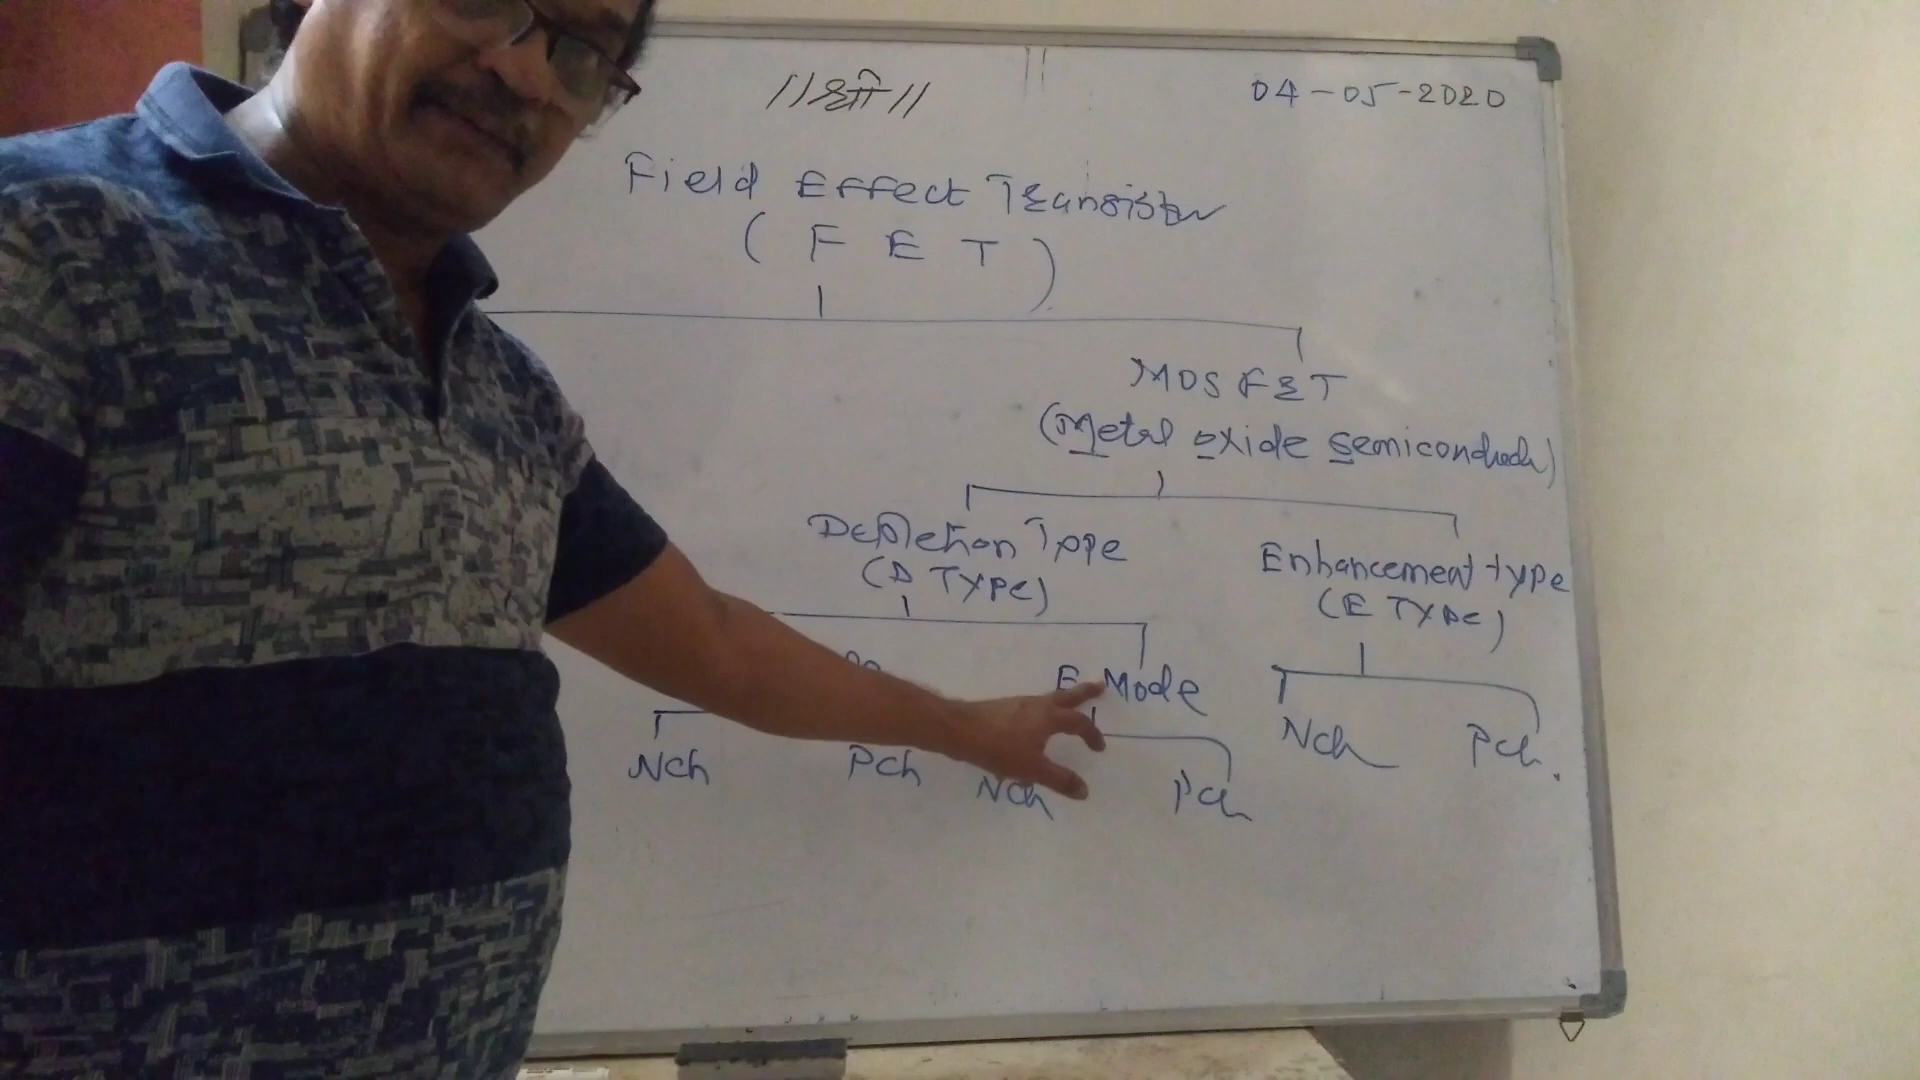 //श्री//
04-05-2020
Field Effect Transistor
( F E T )
MOSFET
(Metal oxide semiconductor)
Depletion Type
Enhancement type
(D TYPE)
(E TYPE)
E Mode
Nch Pch
Nch Pch
Nch Pch.